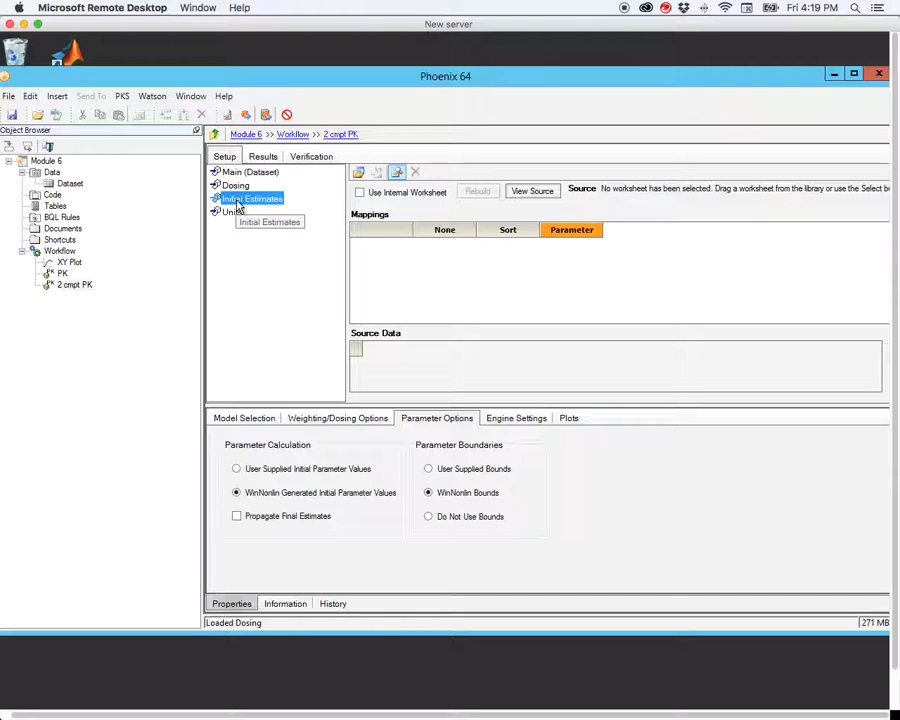 Microsoft Remote Desktop Window Help Fri 4:19 PM
New server
Phoenix 64
File Edit Insert Send To PKS Watson Window Help
Object Browser
Module 6 >> Workflow >> 2 cmpt PK
Module 6
Data
Dataset
Code
Tables
BQL Rules
Documents
Shortcuts
Workflow
XY Plot
PK
2 cmpt PK
Setup Results Verification
Main (Dataset)
Dosing
Initial Estimates
Initial Estimates
Use Internal Worksheet Rebuild View Source Source No worksheet has been selected. Drag a worksheet from the library or use the Select b
Mappings
None Sort Parameter
Source Data
Model Selection Weighting/Dosing Options Parameter Options Engine Settings Plots
Parameter Calculation
User Supplied Initial Parameter Values
WinNonlin Generated Initial Parameter Values
Propagate Final Estimates
Parameter Boundaries
User Supplied Bounds
WinNonlin Bounds
Do Not Use Bounds
Properties Information History
Loaded Dosing 271 MB